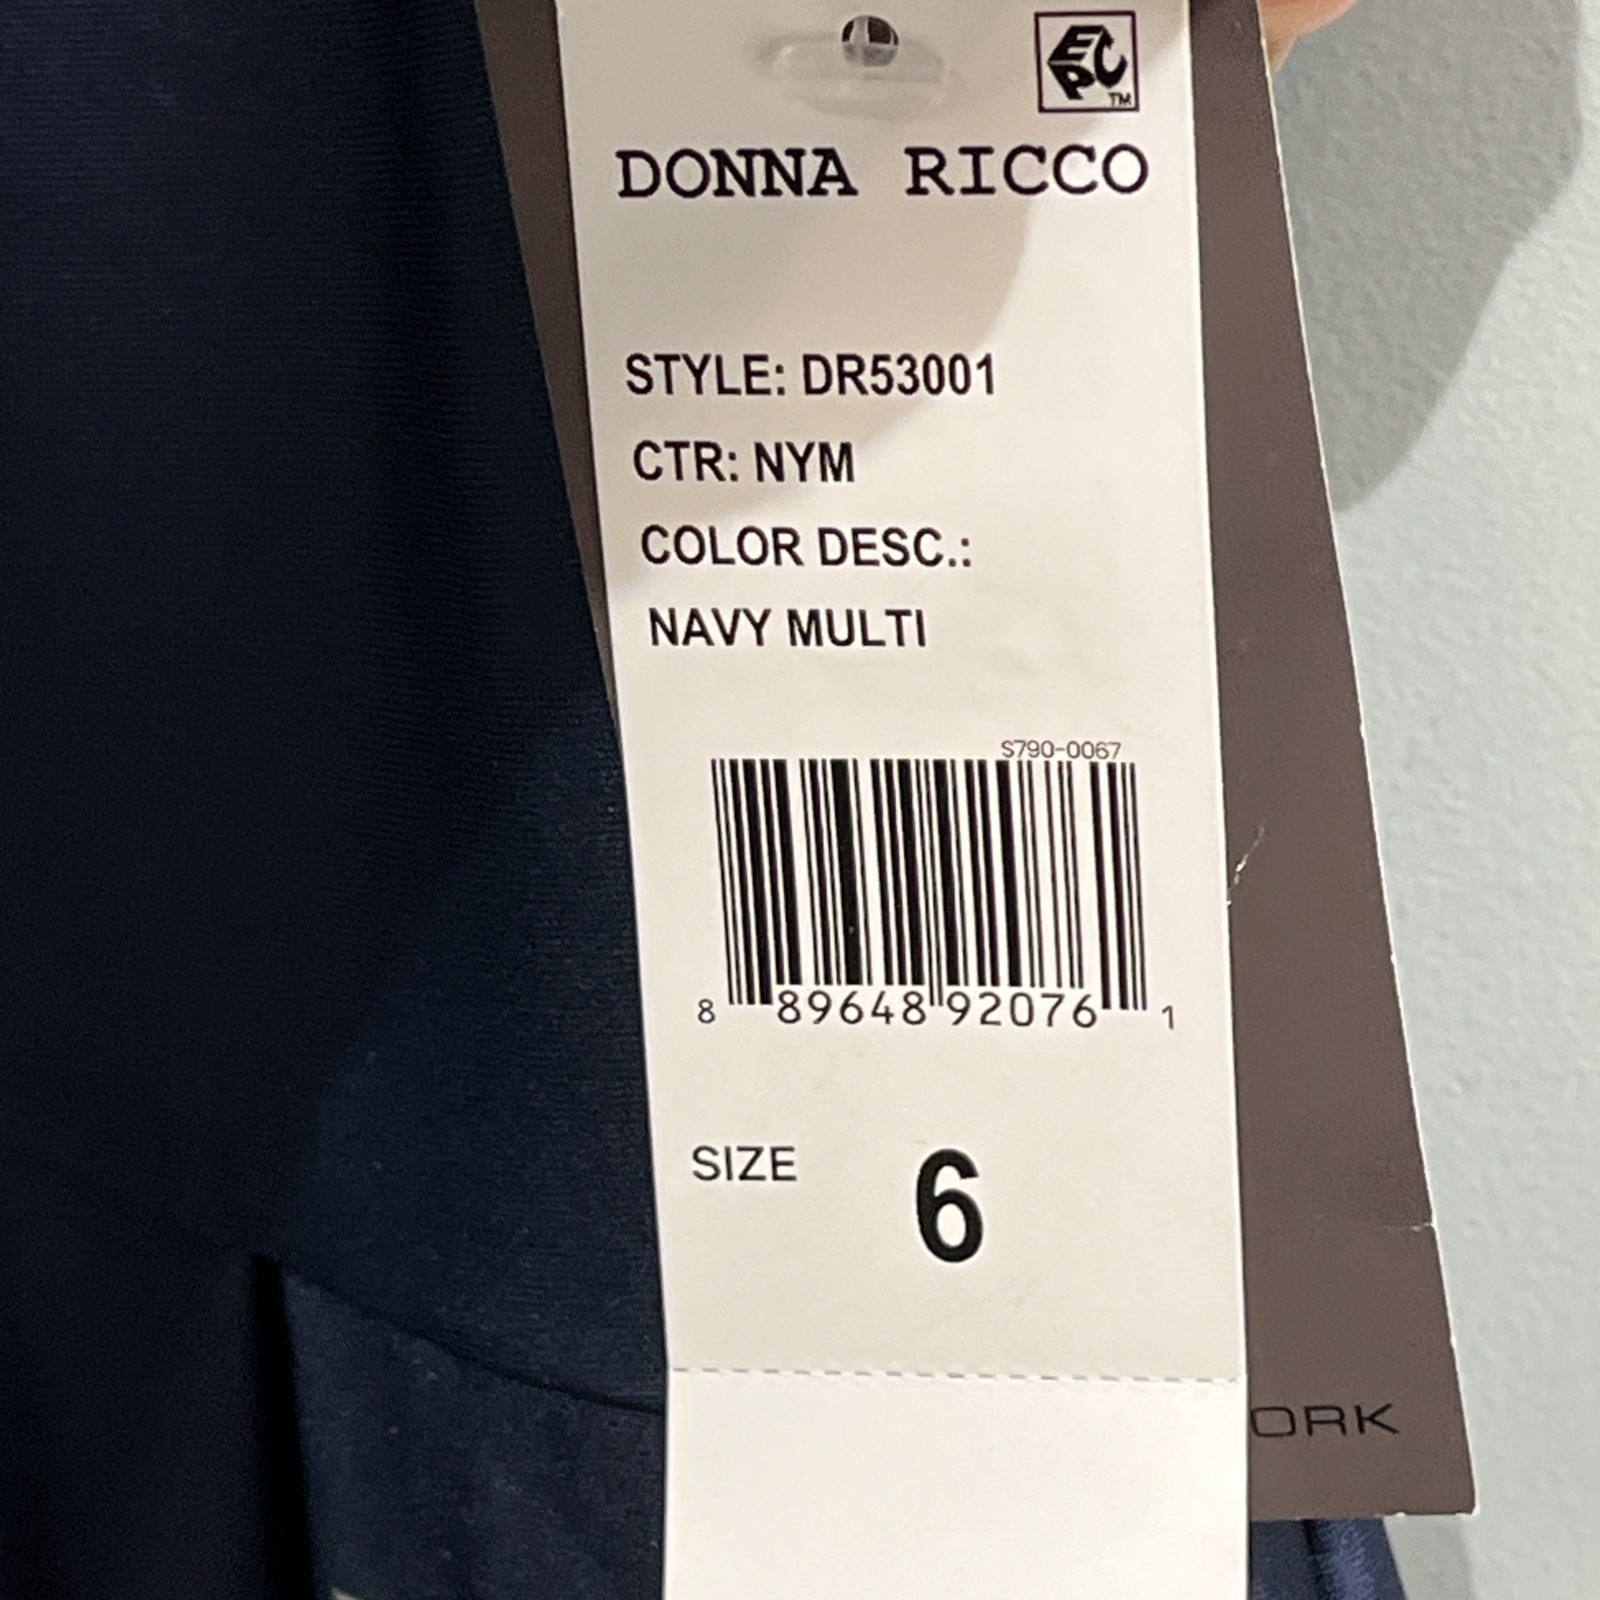 EPC
TM
DONNA RICCO
STYLE: DR53001
CTR: NYM
COLOR DESC.:
NAVY MULTI
S790-0067
8 89648 92076 1
SIZE 6
ORK